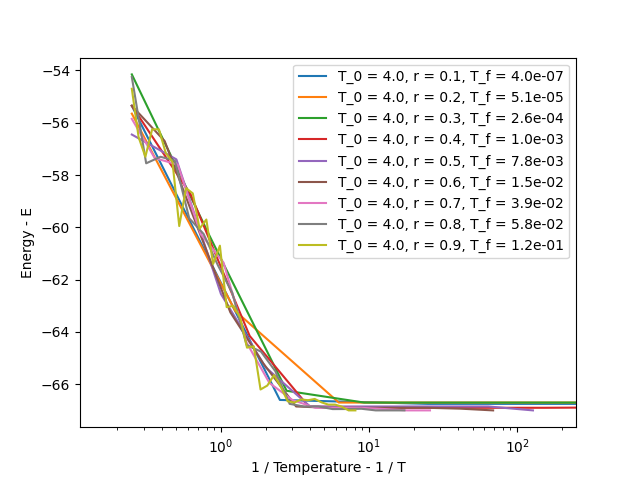 −54
−56
−58
−60
−62
−64
−66
Energy - E
T_0 = 4.0, r = 0.1, T_f = 4.0e-07
T_0 = 4.0, r = 0.2, T_f = 5.1e-05
T_0 = 4.0, r = 0.3, T_f = 2.6e-04
T_0 = 4.0, r = 0.4, T_f = 1.0e-03
T_0 = 4.0, r = 0.5, T_f = 7.8e-03
T_0 = 4.0, r = 0.6, T_f = 1.5e-02
T_0 = 4.0, r = 0.7, T_f = 3.9e-02
T_0 = 4.0, r = 0.8, T_f = 5.8e-02
T_0 = 4.0, r = 0.9, T_f = 1.2e-01
10⁰ 10¹ 10²
1 / Temperature - 1 / T